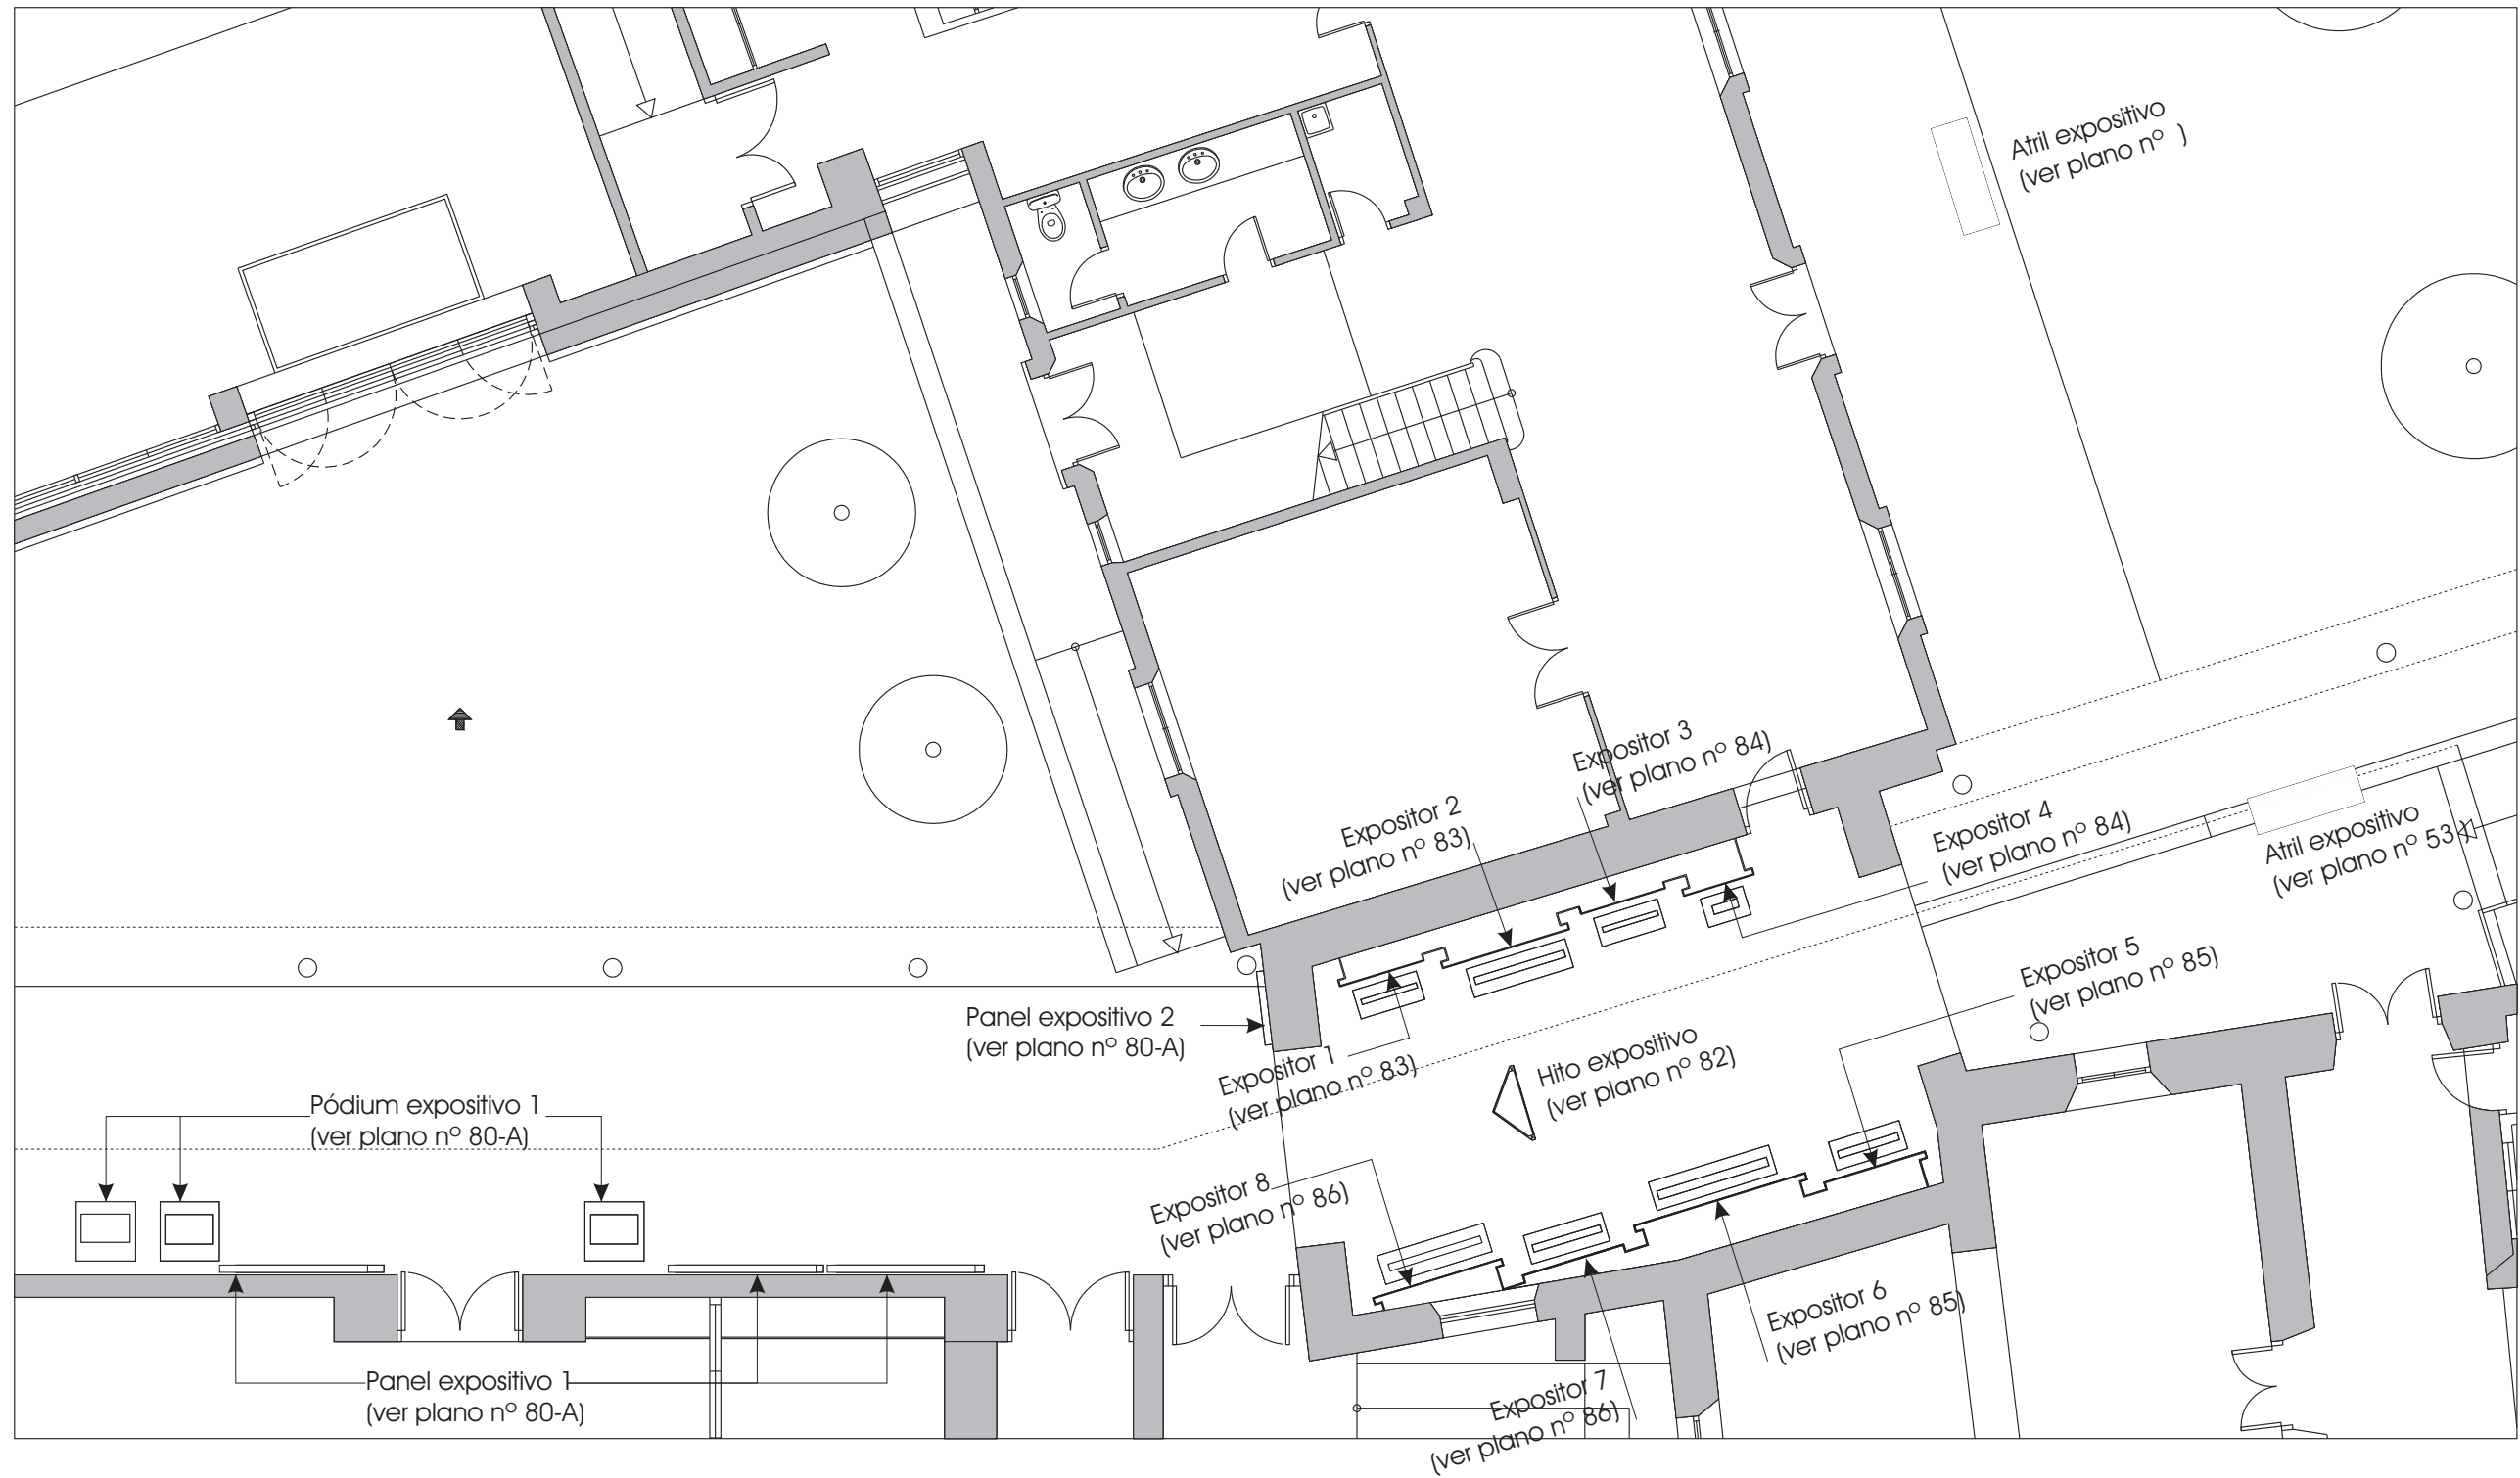 Atril expositivo
(ver plano nº  )
Expositor 3
(ver plano nº 84)
Expositor 2
(ver plano nº 83)
Expositor 4
(ver plano nº 84)
Atril expositivo
(ver plano nº 53 )
Expositor 5
(ver plano nº 85)
Panel expositivo 2
(ver plano nº 80-A)
Expositor 1
(ver plano nº 83)
Hito expositivo
(ver plano nº 82)
Pódium expositivo 1
(ver plano nº 80-A)
Expositor 8
(ver plano nº 86)
Expositor 6
(ver plano nº 85)
Panel expositivo 1
(ver plano nº 80-A)
Expositor 7
(ver plano nº 86)